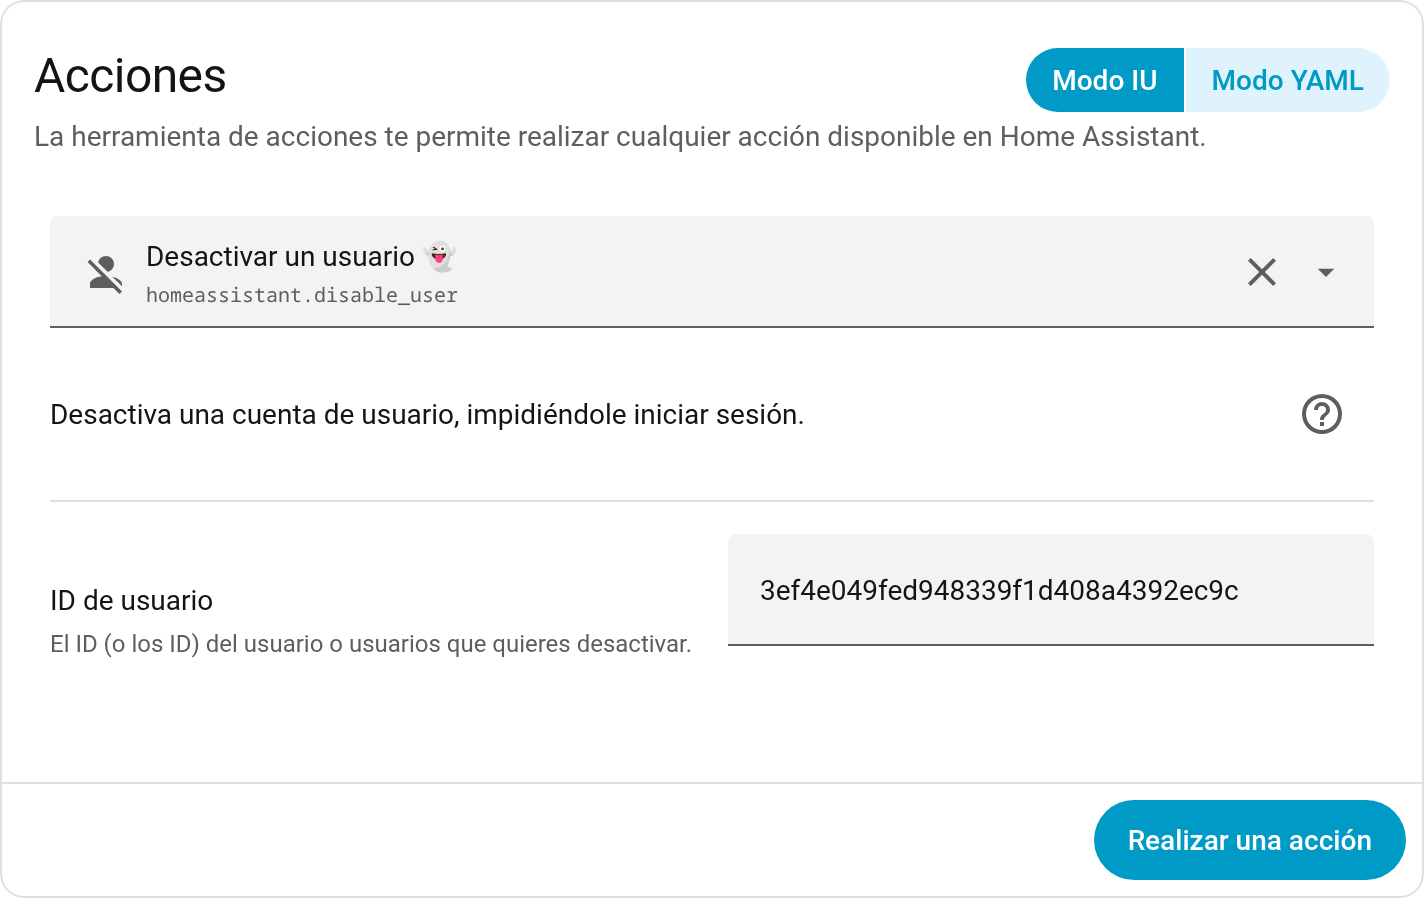 Acciones
Modo IU
Modo YAML
La herramienta de acciones te permite realizar cualquier acción disponible en Home Assistant.
Desactivar un usuario 👻
homeassistant.disable_user
Desactiva una cuenta de usuario, impidiéndole iniciar sesión.
ID de usuario
El ID (o los ID) del usuario o usuarios que quieres desactivar.
3ef4e049fed948339f1d408a4392ec9c
Realizar una acción